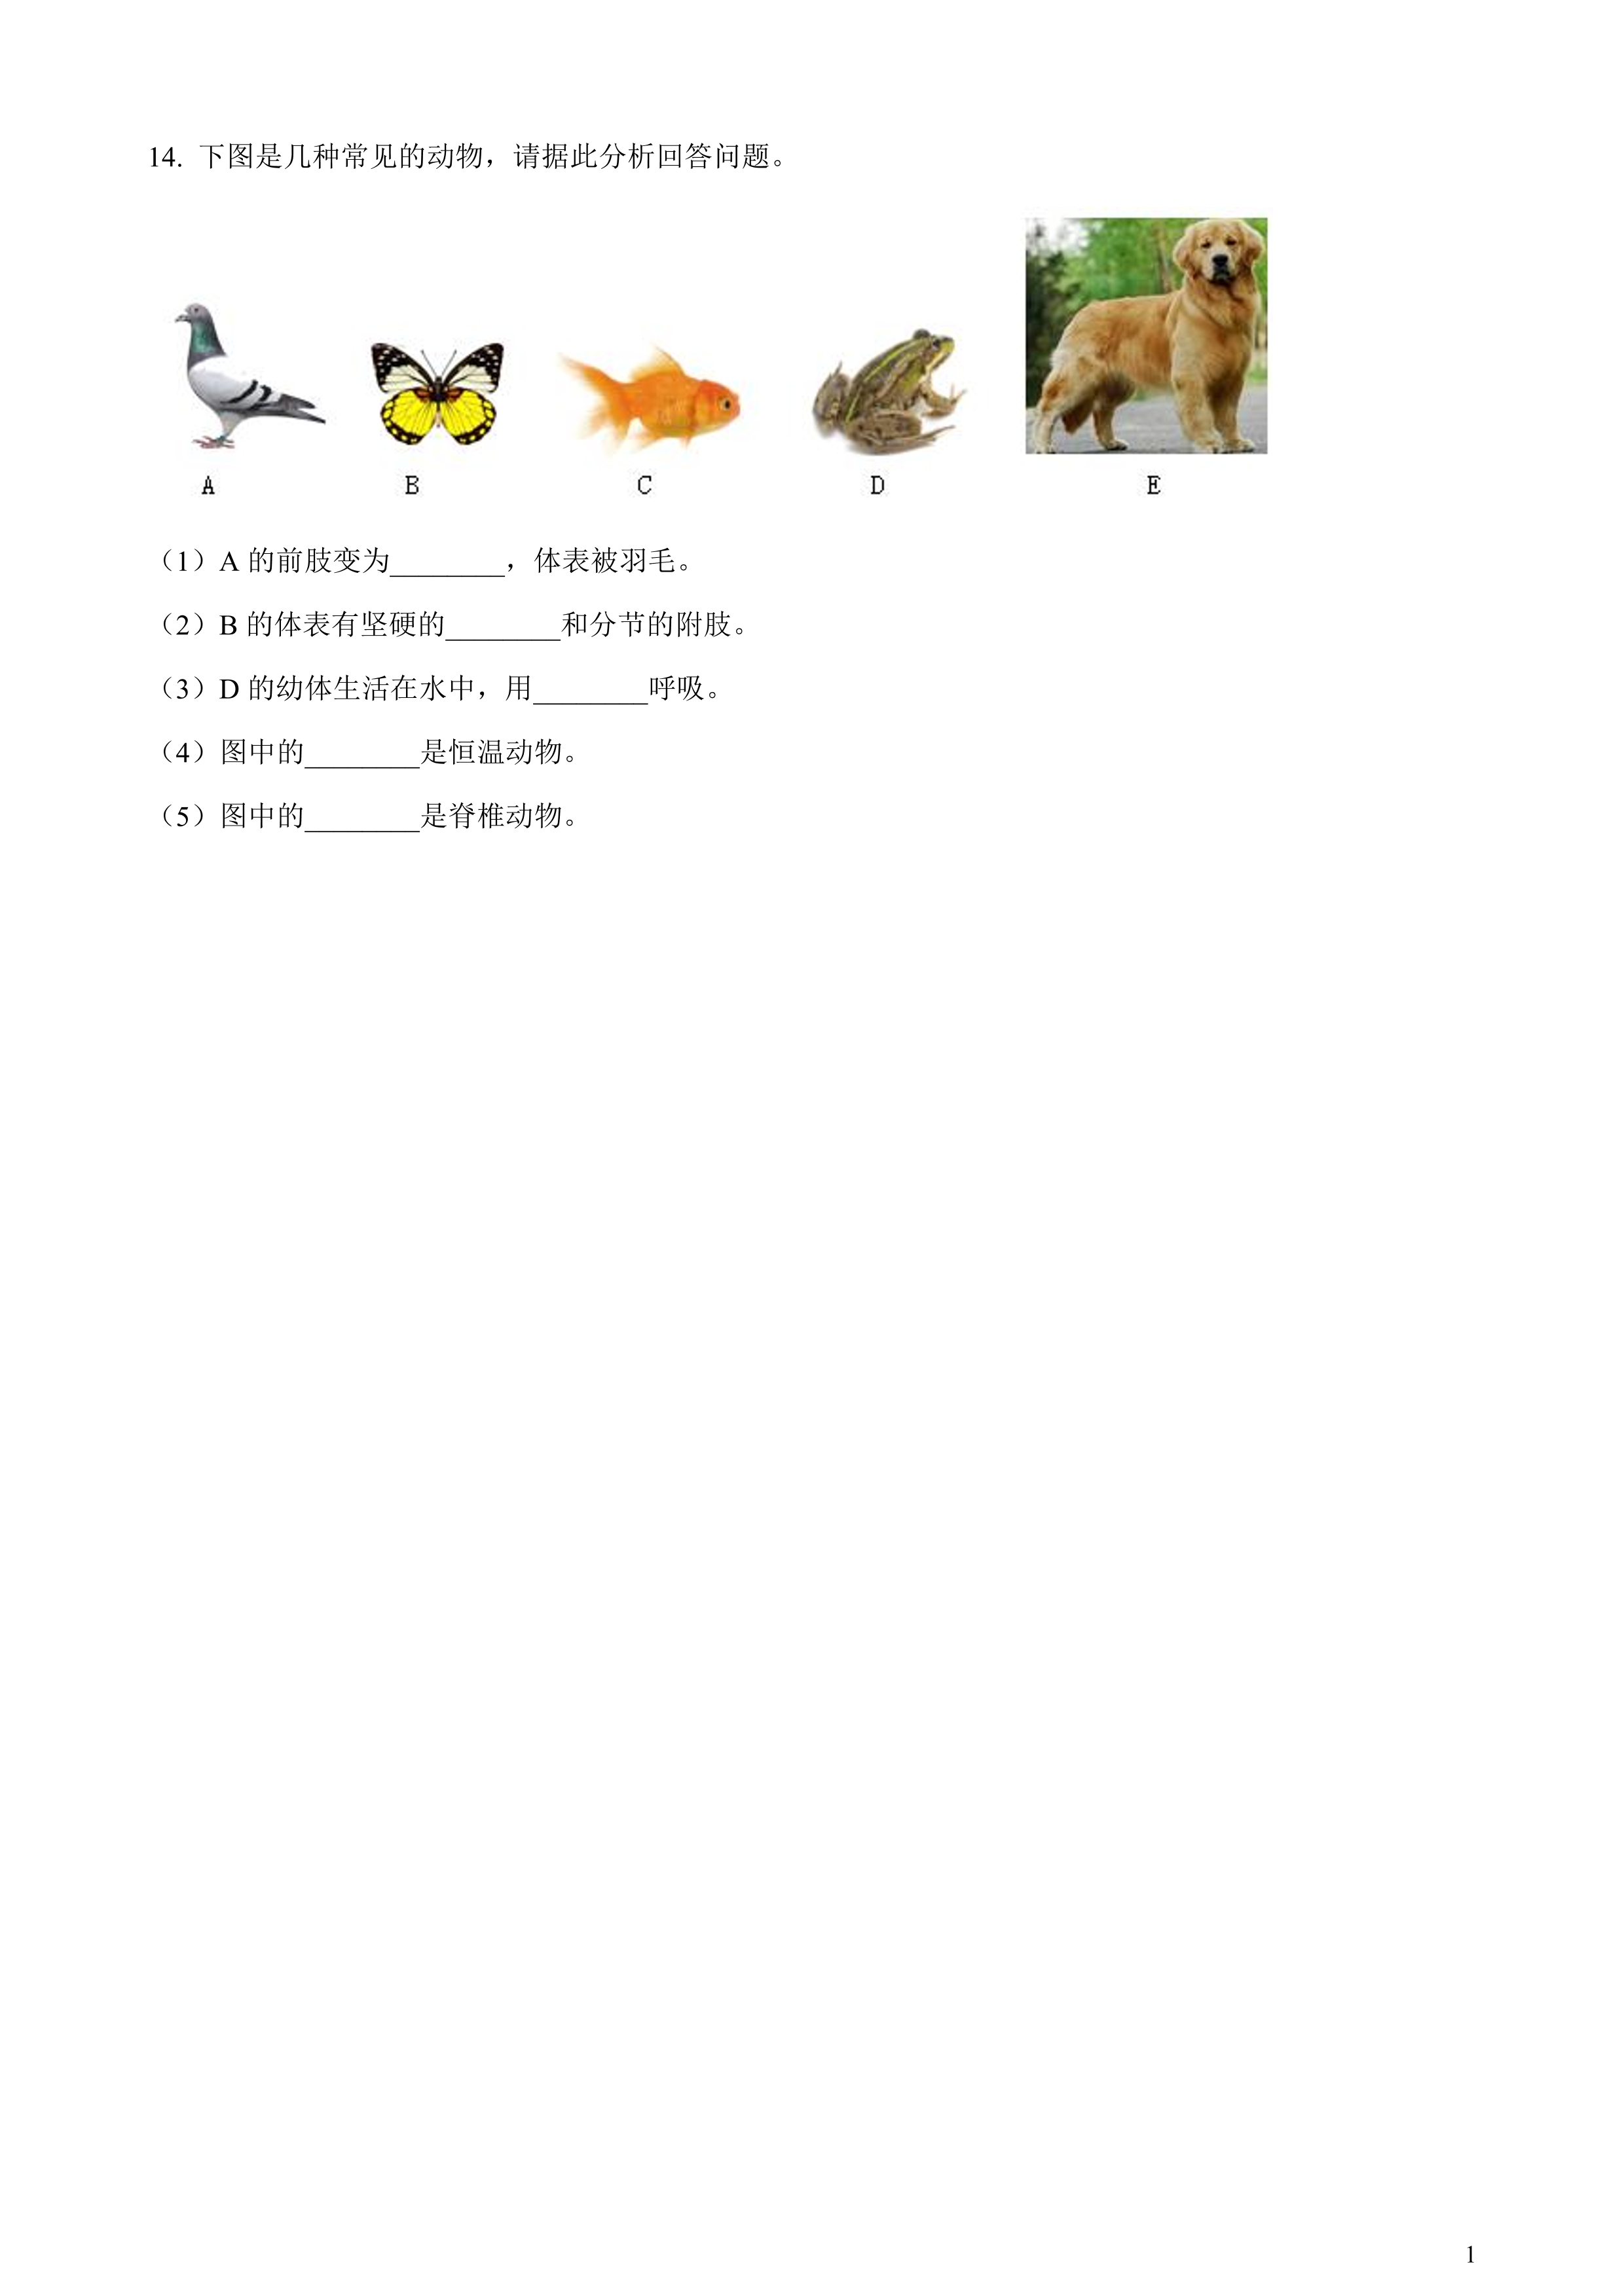 14. 下图是几种常见的动物，请据此分析回答问题。
A B C D E
（1）A 的前肢变为________，体表被羽毛。
（2）B 的体表有坚硬的________和分节的附肢。
（3）D 的幼体生活在水中，用________呼吸。
（4）图中的________是恒温动物。
（5）图中的________是脊椎动物。
1